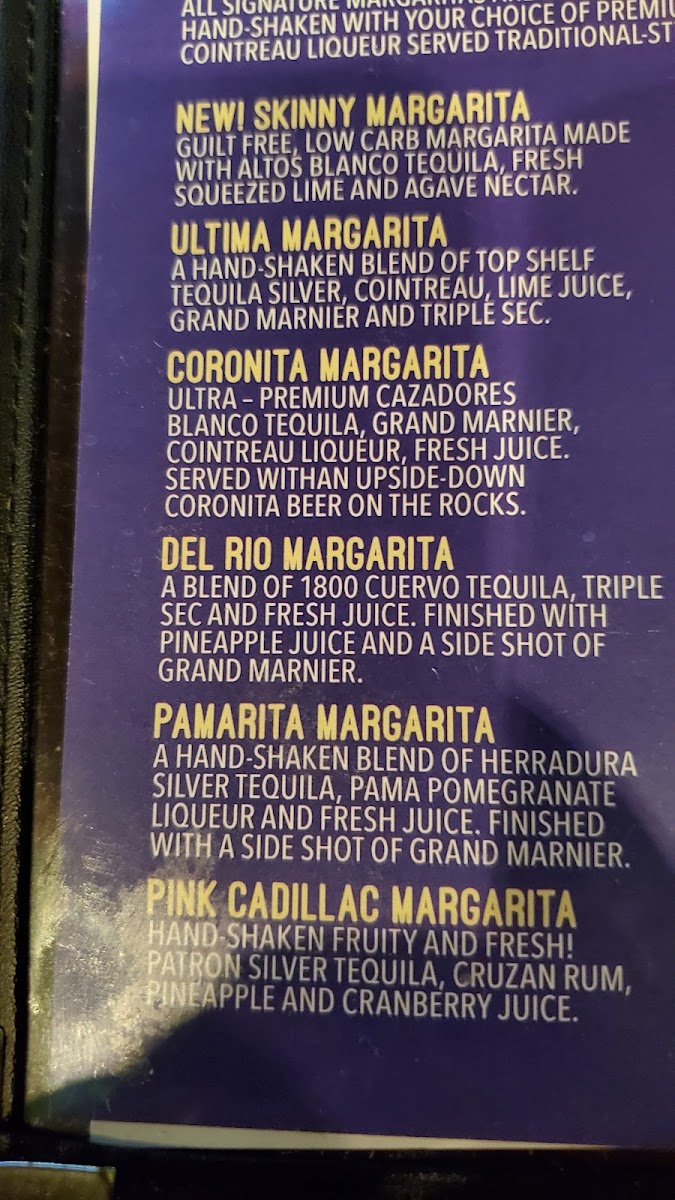 ALL SIGNATURE MARGARITAS ARE
HAND-SHAKEN WITH YOUR CHOICE OF
COINTREAU LIQUEUR SERVED
NEW! SKINNY MARGARITA
GUILT FREE, LOW CARB MARGARITA MADE
WITH ALTOS BLANCO TEQUILA, FRESH
SQUEEZED LIME AND AGAVE NECTAR.
ULTIMA MARGARITA
A HAND-SHAKEN BLEND OF TOP SHELF
TEQUILA SILVER, COINTREAU, LIME JUICE,
GRAND MARNIER AND TRIPLE SEC.
CORONITA MARGARITA
ULTRA – PREMIUM CAZADORES
BLANCO TEQUILA, GRAND MARNIER,
COINTREAU LIQUEUR, FRESH JUICE.
SERVED WITHAN UPSIDE-DOWN
CORONITA BEER ON THE ROCKS.
DEL RIO MARGARITA
A BLEND OF 1800 CUERVO TEQUILA, TRIPLE
SEC AND FRESH JUICE. FINISHED WITH
PINEAPPLE JUICE AND A SIDE SHOT OF
GRAND MARNIER.
PAMARITA MARGARITA
A HAND-SHAKEN BLEND OF HERRADURA
SILVER TEQUILA, PAMA POMEGRANATE
LIQUEUR AND FRESH JUICE. FINISHED
WITH A SIDE SHOT OF GRAND MARNIER.
PINK CADILLAC MARGARITA
HAND-SHAKEN FRUITY AND FRESH!
PATRON SILVER TEQUILA, CRUZAN RUM,
PINEAPPLE AND CRANBERRY JUICE.